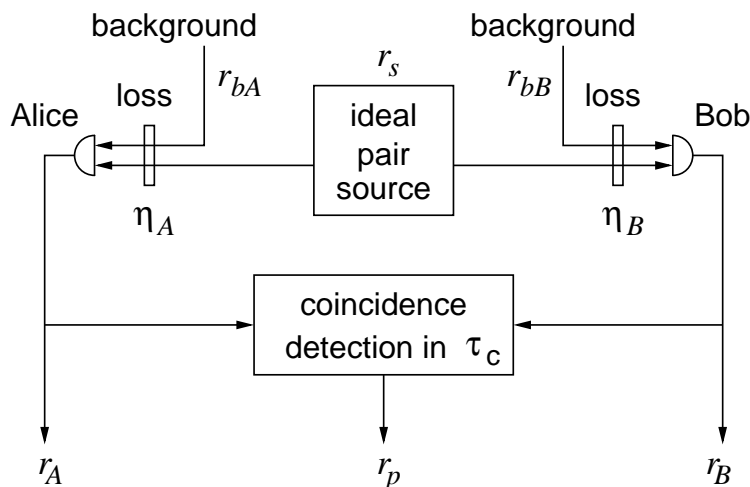 background
background
r_bA
r_s
r_bB
loss
loss
Alice
Bob
ideal
pair
source
η_A
η_B
coincidence
detection in τ_c
r_A
r_p
r_B